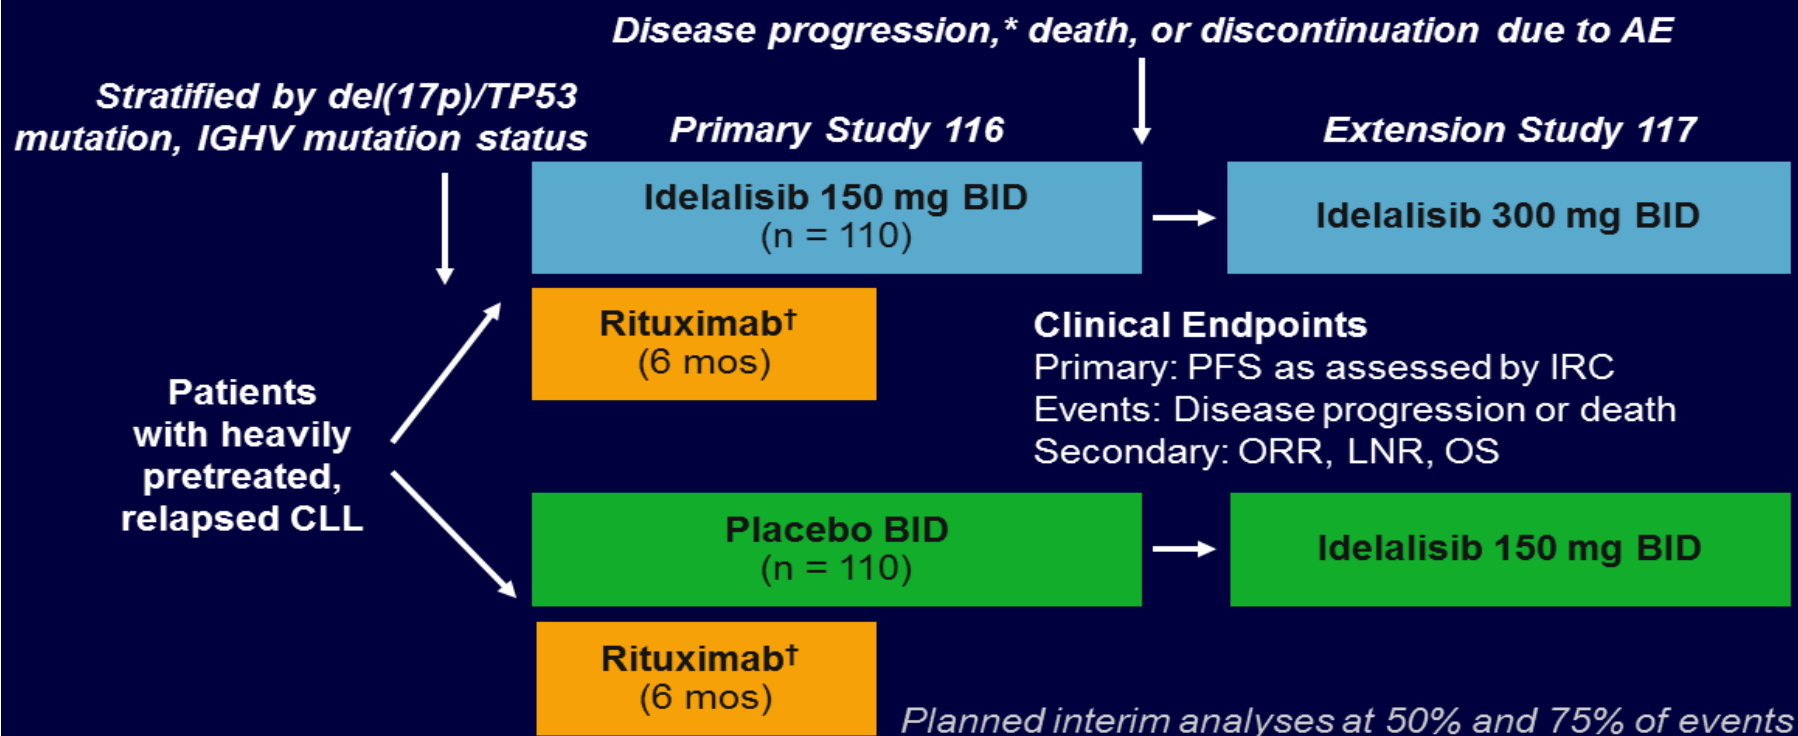 Disease progression,* death, or discontinuation due to AE
Stratified by del(17p)/TP53
mutation, IGHV mutation status
Primary Study 116
Extension Study 117
Idelalisib 150 mg BID
(n = 110)
Idelalisib 300 mg BID
Rituximab†
(6 mos)
Clinical Endpoints
Primary: PFS as assessed by IRC
Events: Disease progression or death
Secondary: ORR, LNR, OS
Patients
with heavily
pretreated,
relapsed CLL
Placebo BID
(n = 110)
Idelalisib 150 mg BID
Rituximab†
(6 mos)
Planned interim analyses at 50% and 75% of events